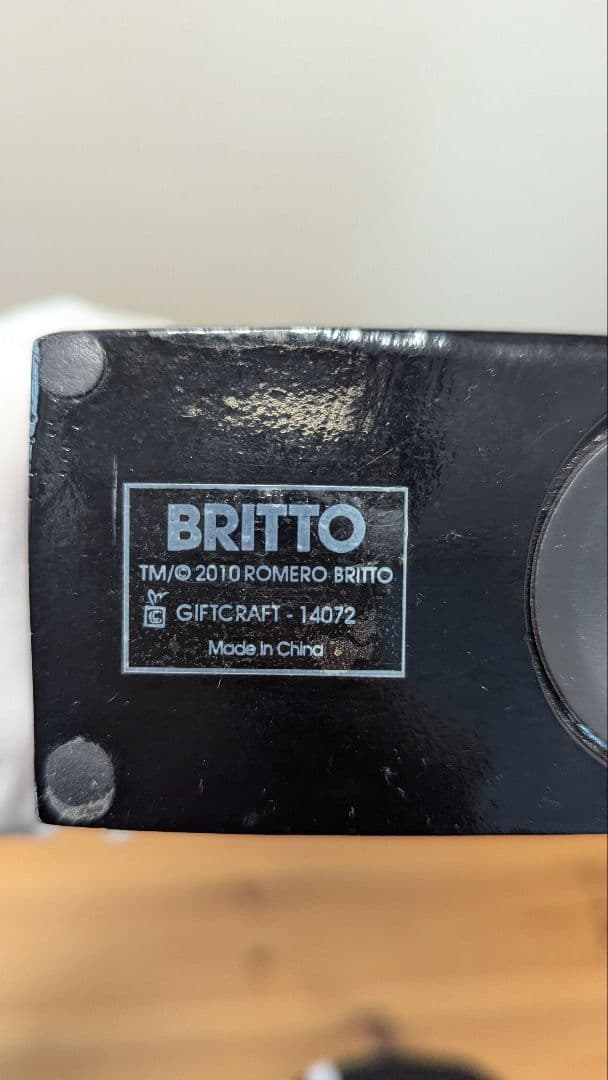 BRITTO
TM/© 2010 ROMERO BRITTO
GIFTCRAFT - 14072
Made In China